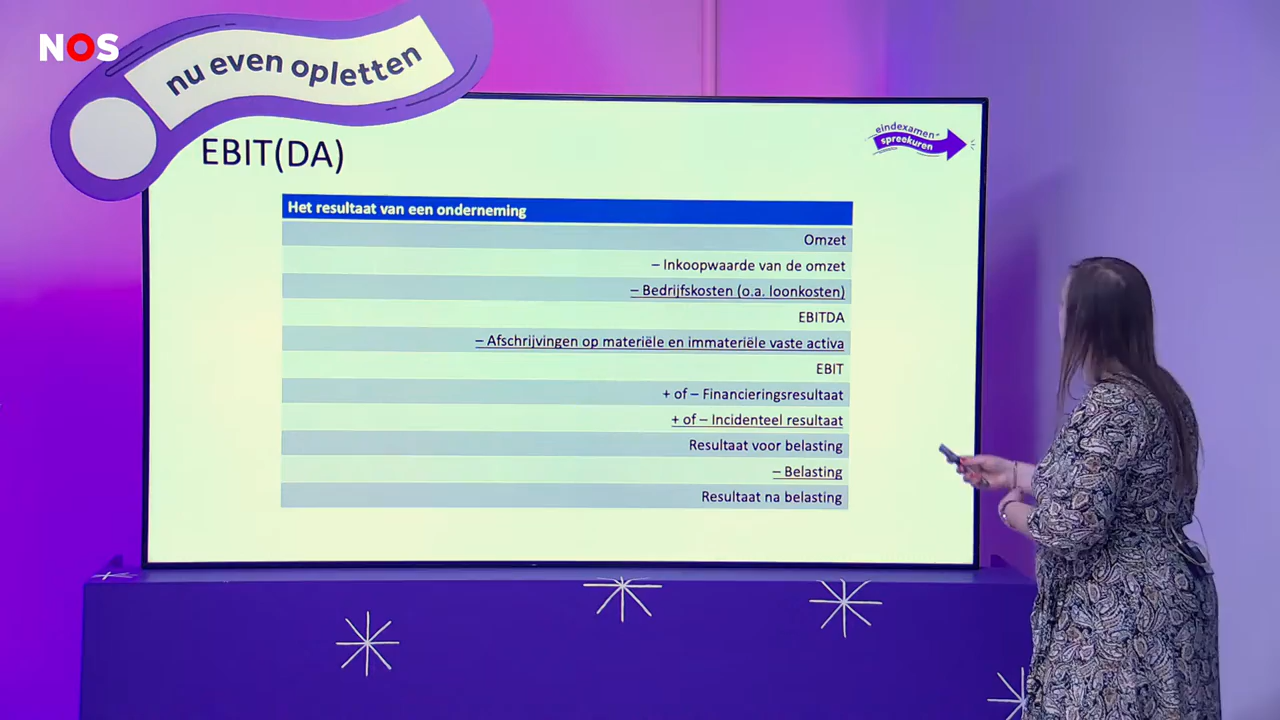 NOS
nu even opletten
EBIT(DA)
eindexamen-
spreekuren
Het resultaat van een onderneming
Omzet
– Inkoopwaarde van de omzet
– Bedrijfskosten (o.a. loonkosten)
EBITDA
– Afschrijvingen op materiële en immateriële vaste activa
EBIT
+ of – Financieringsresultaat
+ of – Incidenteel resultaat
Resultaat voor belasting
– Belasting
Resultaat na belasting